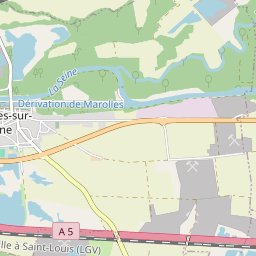 La Seine
Dérivation de Marolles
es-sur-
ne
A 5
lle à Saint-Louis (LGV)